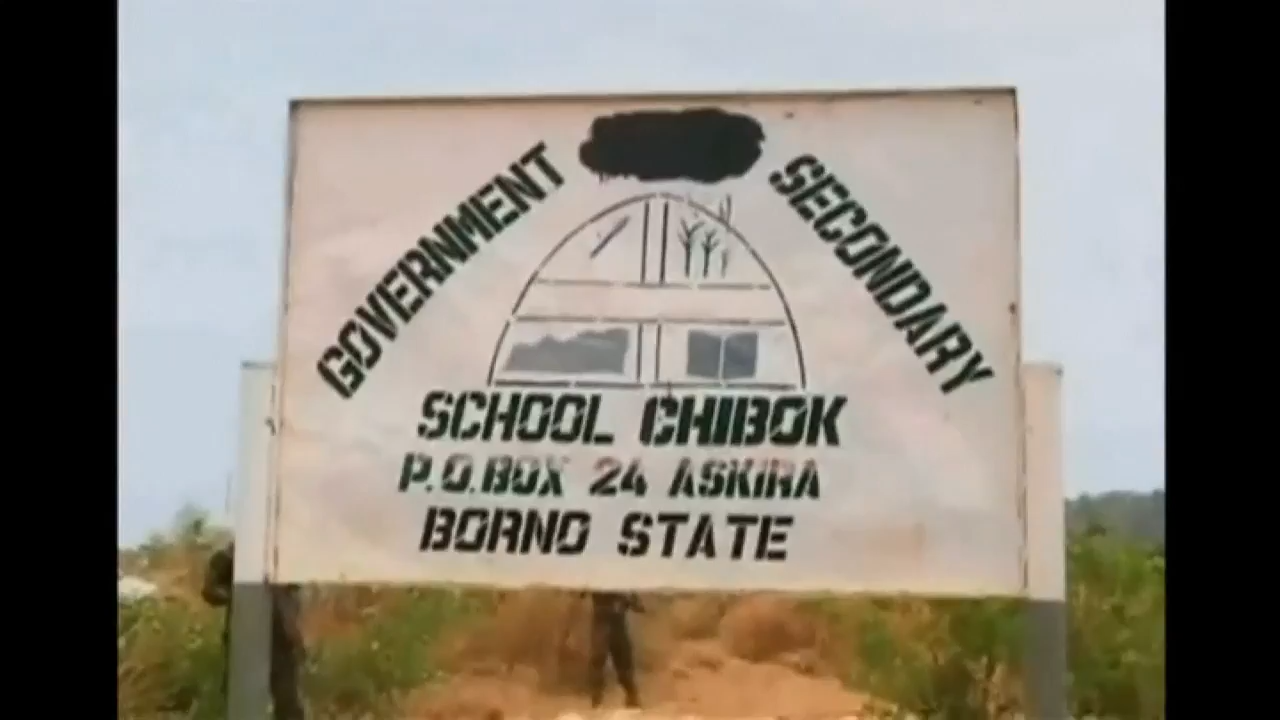 GOVERNMENT SECONDARY
SCHOOL CHIBOK
P.O.BOX 24 ASKIRA
BORNO STATE